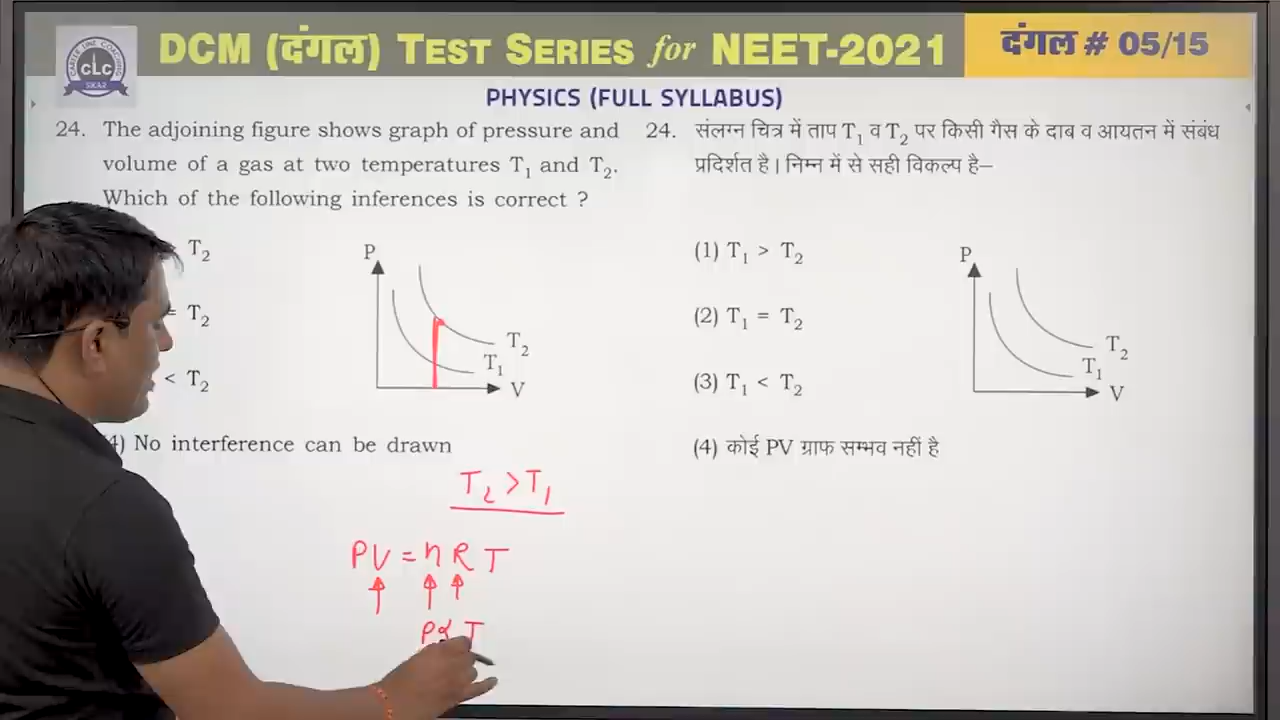 DCM (दंगल) TEST SERIES for NEET-2021
दंगल # 05/15
CLC
SIKAR
PHYSICS (FULL SYLLABUS)
24. The adjoining figure shows graph of pressure and
volume of a gas at two temperatures T₁ and T₂.
Which of the following inferences is correct ?
T₂
= T₂
< T₂
4) No interference can be drawn
P
T₂
T₁
V
T₂ > T₁
PV = nRT
P ∝ T
24. संलग्न चित्र में ताप T₁ व T₂ पर किसी गैस के दाब व आयतन में संबंध
प्रदिर्शत है। निम्न में से सही विकल्प है–
(1) T₁ > T₂
(2) T₁ = T₂
(3) T₁ < T₂
(4) कोई PV ग्राफ सम्भव नहीं है
P
T₂
T₁
V